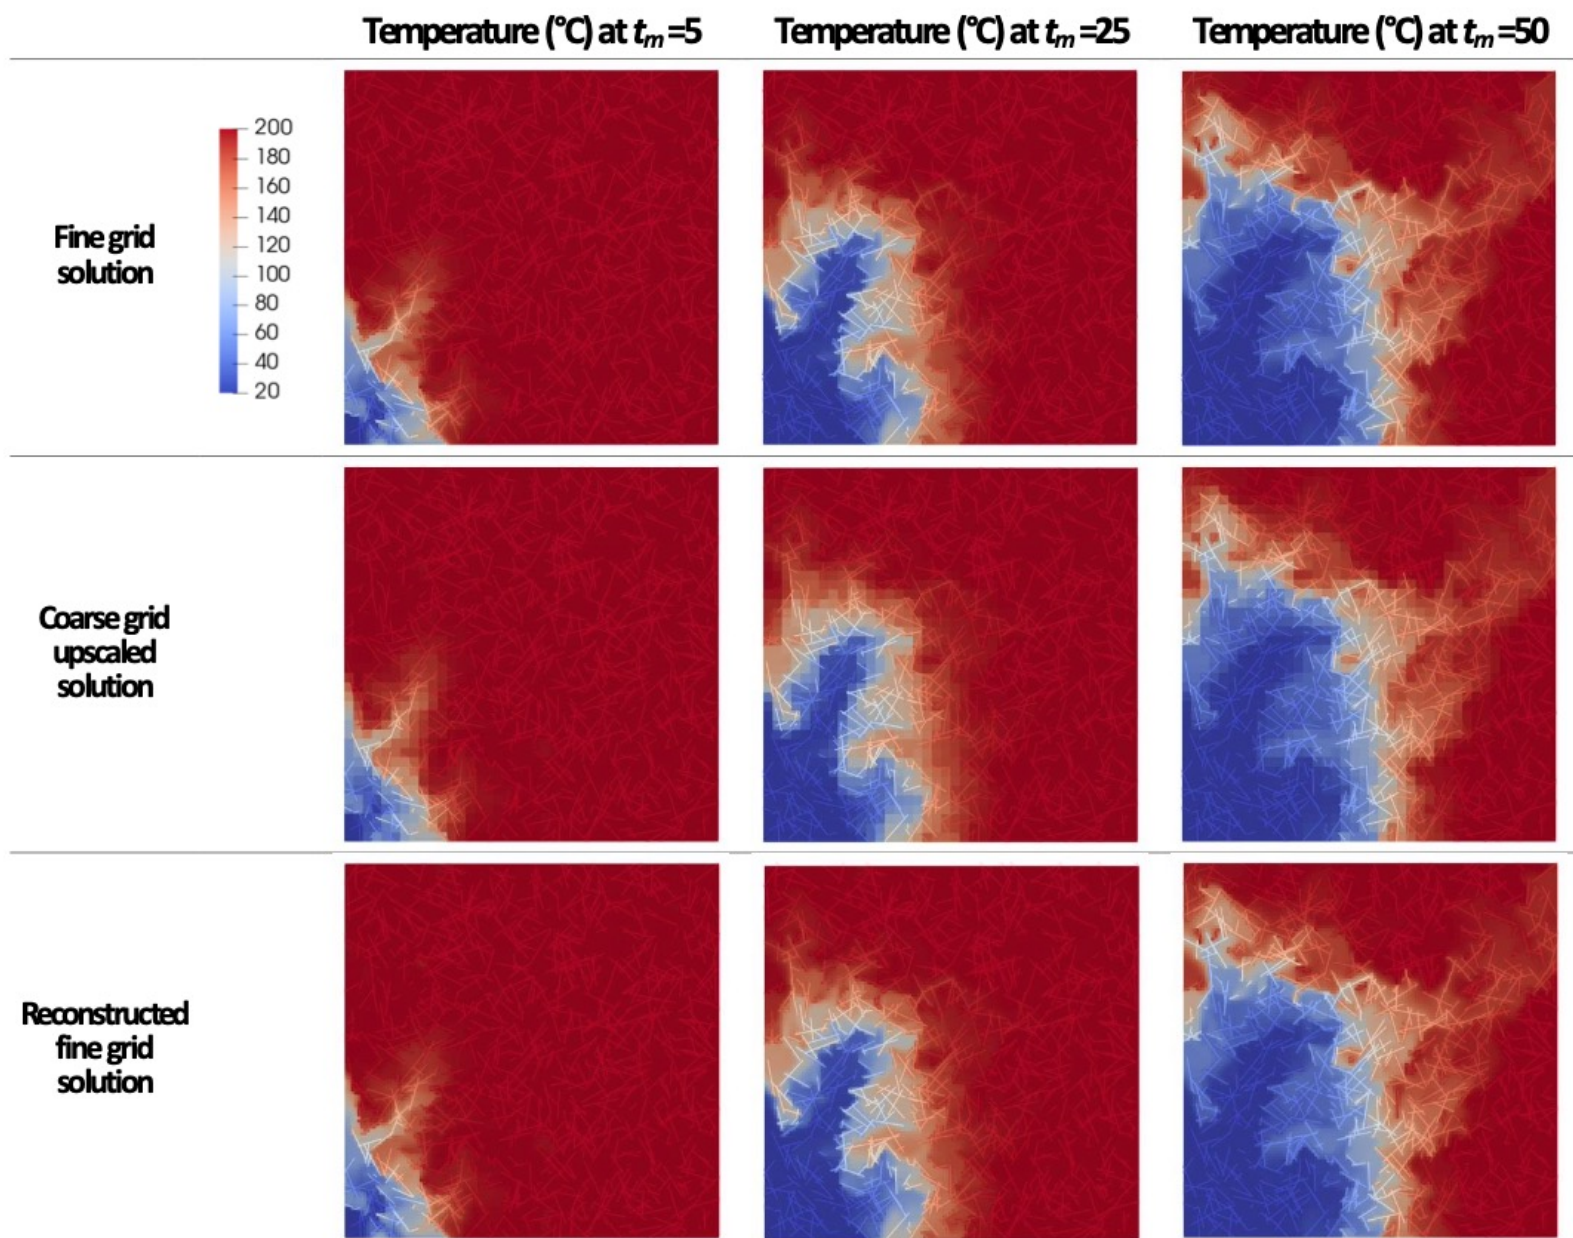 Temperature (°C) at tm =5
Temperature (°C) at tm =25
Temperature (°C) at tm =50
Fine grid
solution
200
180
160
140
120
100
80
60
40
20
Coarse grid
upscaled
solution
Reconstructed
fine grid
solution